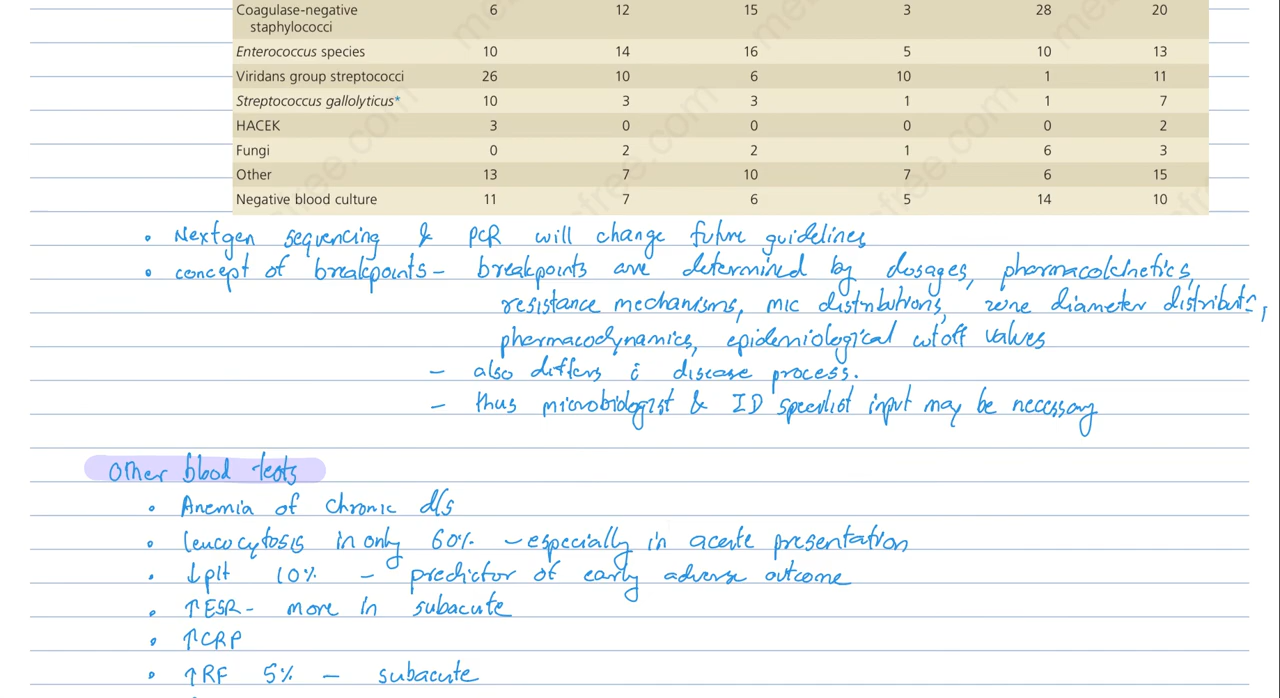 Coagulase-negative 6 12 15 3 28 20
staphylococci
Enterococcus species 10 14 16 5 10 13
Viridans group streptococci 26 10 6 10 1 11
Streptococcus gallolyticus* 10 3 3 1 1 7
HACEK 3 0 0 0 0 2
Fungi 0 2 2 1 6 3
Other 13 7 10 7 6 15
Negative blood culture 11 7 6 5 14 10
• Nextgen sequencing & PCR will change future guidelines
• concept of breakpoints – breakpoints are determined by dosages, pharmacokinetics,
resistance mechanisms, MIC distributions, zone diameter distributn,
pharmacodynamics, epidemiological cutoff values
– also differs c̄ disease process.
– thus microbiologist & ID specilist input may be necessary
Other blood tests
• Anemia of chronic d/s
• leucocytosis in only 60% – especially in acute presentation
• ↓plt 10% – predictor of early adverse outcome
• ↑ESR – more in subacute
• ↑CRP
• ↑RF 5% – subacute